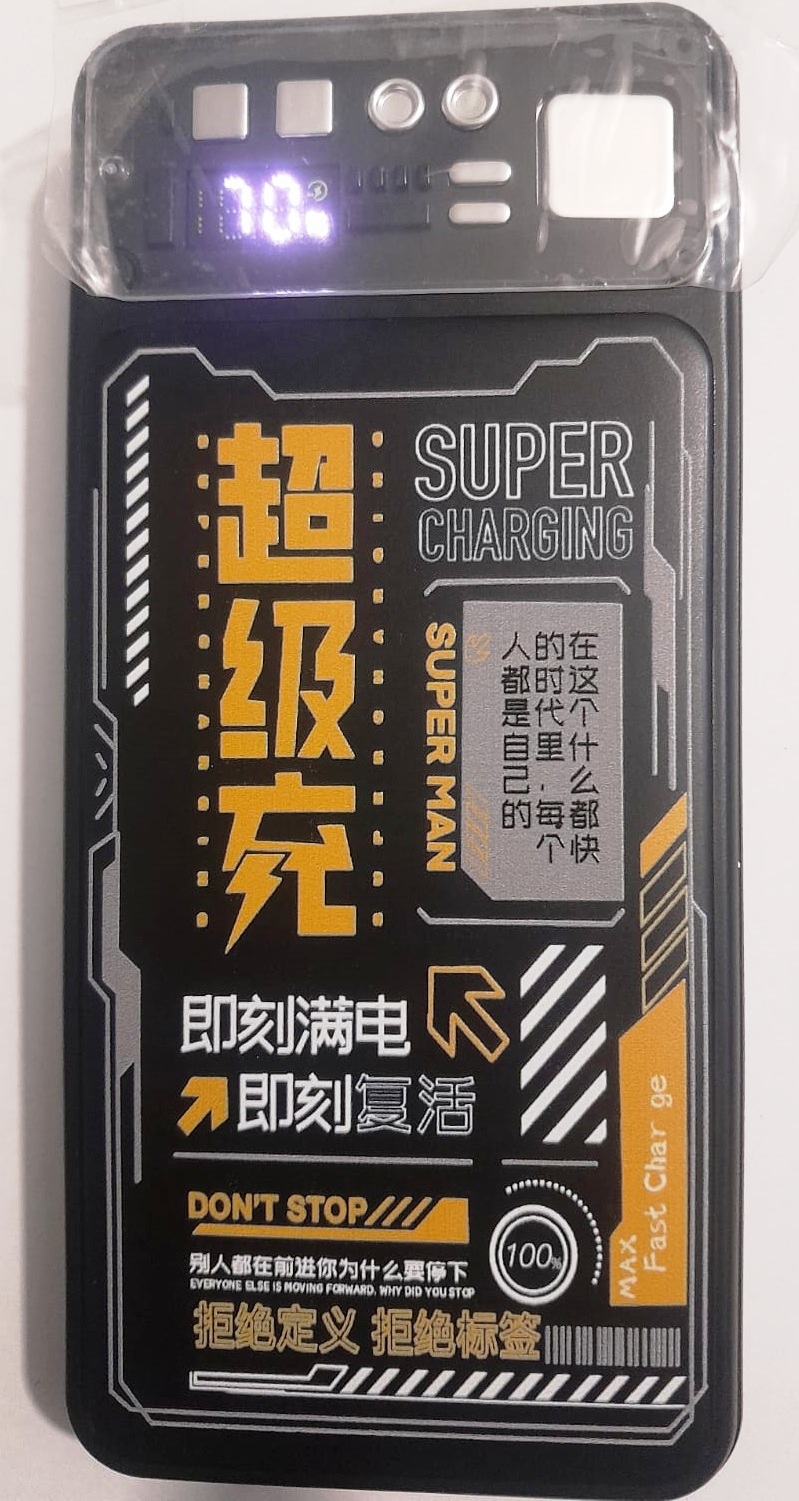 70%
超级充
SUPER
CHARGING
SUPER MAN
在这个什么都快
的时代里，每个
人都是自己的
即刻满电
即刻复活
DON'T STOP
100%
MAX
Fast Char ge
别人都在前进你为什么要停下
EVERYONE ELSE IS MOVING FORWARD, WHY DID YOU STOP
拒绝定义 拒绝标签